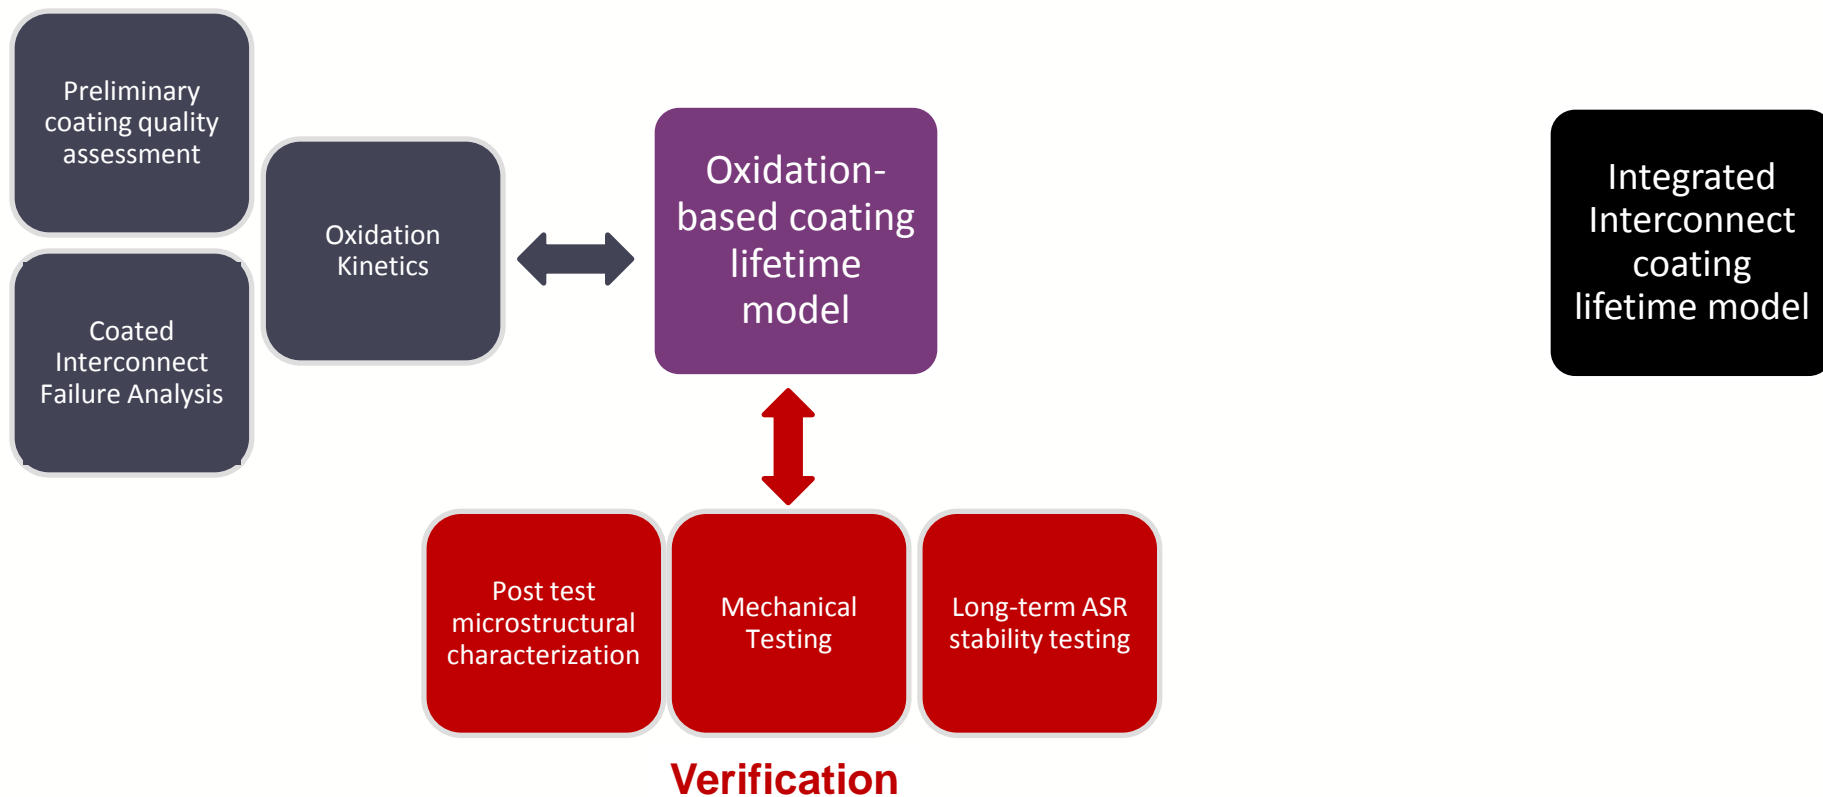 Preliminary
coating quality
assessment
Coated
Interconnect
Failure Analysis
Oxidation
Kinetics
Oxidation-
based coating
lifetime
model
Integrated
Interconnect
coating
lifetime model
Post test
microstructural
characterization
Mechanical
Testing
Long-term ASR
stability testing
Verification